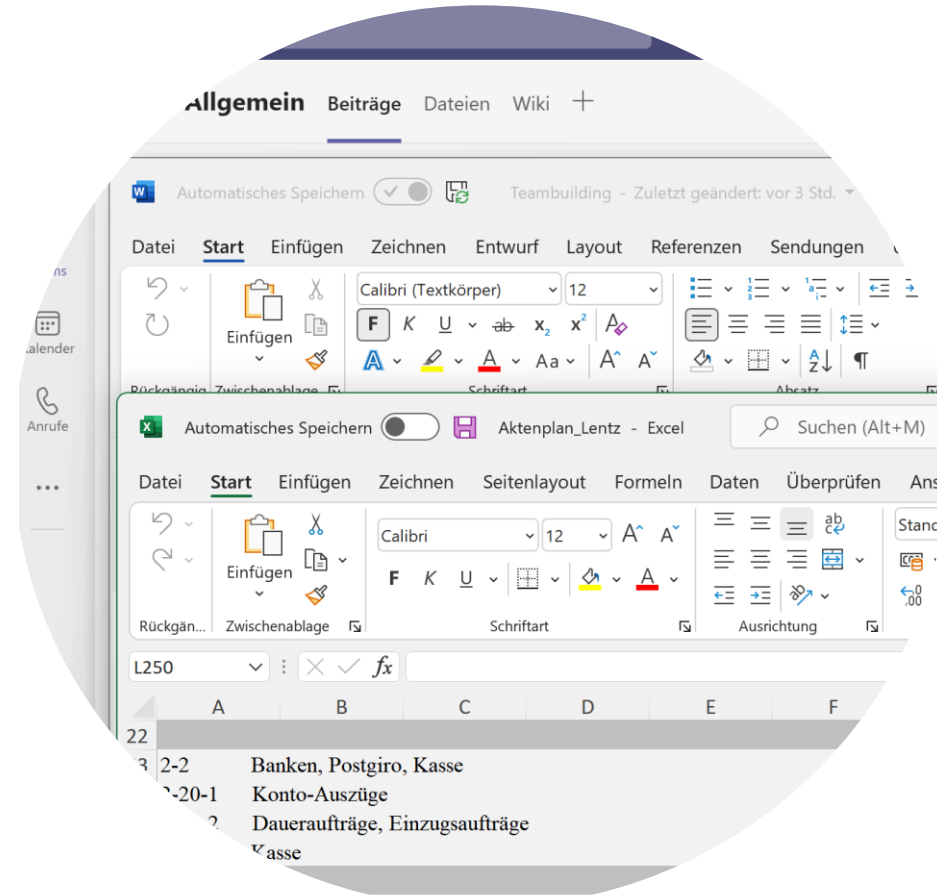 Allgemein Beiträge Dateien Wiki
Automatisches Speichern Teambuilding - Zuletzt geändert: vor 3 Std.
Datei Start Einfügen Zeichnen Entwurf Layout Referenzen Sendungen
Calibri (Textkörper) 12
Einfügen F K U ab x₂ x² A
A A Aa A^ A˅ A Z ¶
Rückgängig Zwischenablage Schriftart Absatz
Anrufe
Automatisches Speichern Aktenplan_Lentz - Excel Suchen (Alt+M)
Datei Start Einfügen Zeichnen Seitenlayout Formeln Daten Überprüfen
Calibri 12 A^ A˅ ab
Einfügen F K U A
Rückgän... Zwischenablage Schriftart Ausrichtung
L250 fx
A B C D E F
22
2-2 Banken, Postgiro, Kasse
Konto-Auszüge
Daueraufträge, Einzugsaufträge
Kasse